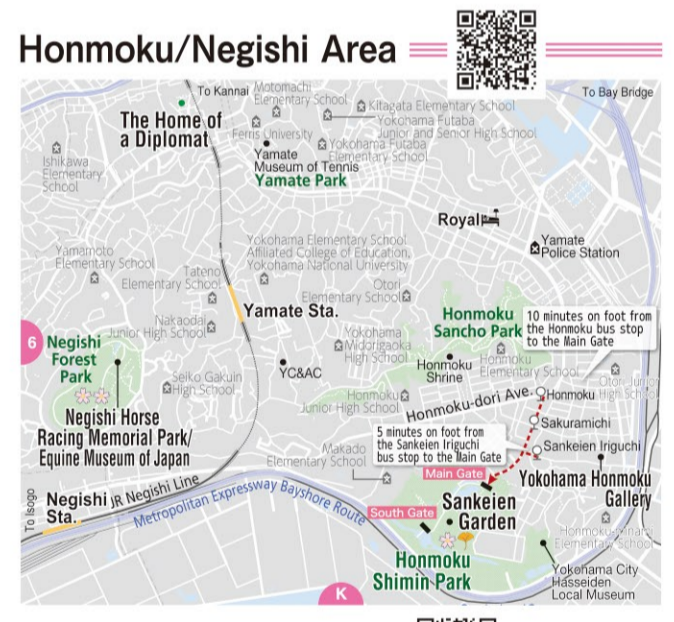 Honmoku/Negishi Area
To Kannai
Motomachi
Elementary School
To Bay Bridge
Kitagata Elementary School
The Home of
a Diplomat
Yokohama Futaba
Junior and Senior High School
Ferris University
Yokohama Futaba
Elementary School
Ishikawa
Elementary
School
Yamate
Museum of Tennis
Yamate Park
Royal
Yamate
Police Station
Yamamoto
Elementary School
Yokohama Elementary School
Affiliated College of Education,
Yokohama National University
Tateno
Elementary School
Otori
Elementary School
Yamate Sta.
Nakaodai
Junior High School
Honmoku
Sancho Park
10 minutes on foot from
the Honmoku bus stop
to the Main Gate
6
Negishi
Forest
Park
Yokohama
Midorigaoka
High School
Honmoku
Elementary School
Honmoku
Shrine
YC&AC
Seiko Gakuin
High School
Otori Junior
High School
Honmoku
Junior High School
Honmoku-dori Ave.
Honmoku
Negishi Horse
Racing Memorial Park/
Equine Museum of Japan
Sakuramichi
5 minutes on foot from
the Sankeien Iriguchi
bus stop to the Main Gate
Sankeien Iriguchi
Makado
Elementary School
Main Gate
Yokohama Honmoku
Gallery
To Isogo
Negishi
Sta.
JR Negishi Line
Metropolitan Expressway Bayshore Route
Sankeien
Garden
South Gate
Honmoku-Minami
Elementary School
Honmoku
Shimin Park
Yokohama City
Hasseiden
Local Museum
K